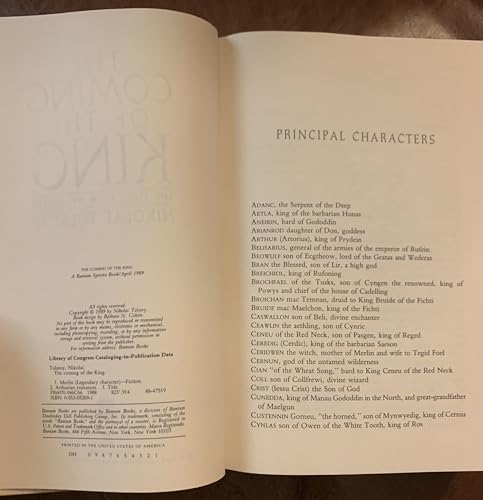 THE COMING OF THE KING
A Bantam Spectra Book/April 1989
All rights reserved.
Copyright © 1989 by Nikolai Tolstoy.
Book design by Barbara N. Cohen.
No part of this book may be reproduced or transmitted
in any form or by any means, electronic or mechanical,
including photocopying, recording, or by any information
storage and retrieval system, without permission in
writing from the publisher.
For information address: Bantam Books
Library of Congress Cataloging-in-Publication Data
Tolstoy, Nikolai.
The coming of the King.
1. Merlin (Legendary character)—Fiction.
2. Arthurian romances. I. Title.
823'.914 88-47519
ISBN 0-553-05269-1
Bantam Books are published by Bantam Books, a division of Bantam
Doubleday Dell Publishing Group, Inc. Its trademark, consisting of the
words "Bantam Books" and the portrayal of a rooster, is Registered in
U.S. Patent and Trademark Office and in other countries. Marca Registrada.
Bantam Books, 666 Fifth Avenue, New York, New York 10103.
PRINTED IN THE UNITED STATES OF AMERICA
DH 0 9 8 7 6 5 4 3 2 1
PRINCIPAL CHARACTERS
ADANC, the Serpent of the Deep
AETLA, king of the barbarian Hunas
ANEIRIN, bard of Gododdin
ARIANROD daughter of Don, goddess
ARTHUR (Artorius), king of Prydein
BELISARIUS, general of the armies of the emperor of Rufein
BEOWULF son of Ecgtheow, lord of the Geatas and Wederas
BRAN the Blessed, son of Lir, a high god
BREICHIOL, king of Rufoniog
BROCHFAEL of the Tusks, son of Cyngen the renowned, king of
Powys and chief of the house of Cadelling
BROICHAN mac Temnan, druid to King Bruide of the Fichti
BRUIDE mac Maelchon, king of the Fichti
CASWALLON son of Beli, divine enchanter
CEAWLIN the aethling, son of Cynric
CENEU of the Red Neck, son of Pasgen, king of Reged
CEREDIG (Cerdic), king of the barbarian Saeson
CERIDWEN the witch, mother of Merlin and wife to Tegid Foel
CERNUN, god of the untamed wilderness
CIAN "of the Wheat Song," bard to King Ceneu of the Red Neck
COLL son of Collfrewi, divine wizard
CRIST (Iessu Crist) the Son of God
CUNEDDA, king of Manau Gododdin in the North, and great-grandfather
of Maelgun
CUSTENNIN Gorneu, "the horned," son of Mynwyedig, king of Cerniu
CYNLAS son of Owen of the White Tooth, king of Ros